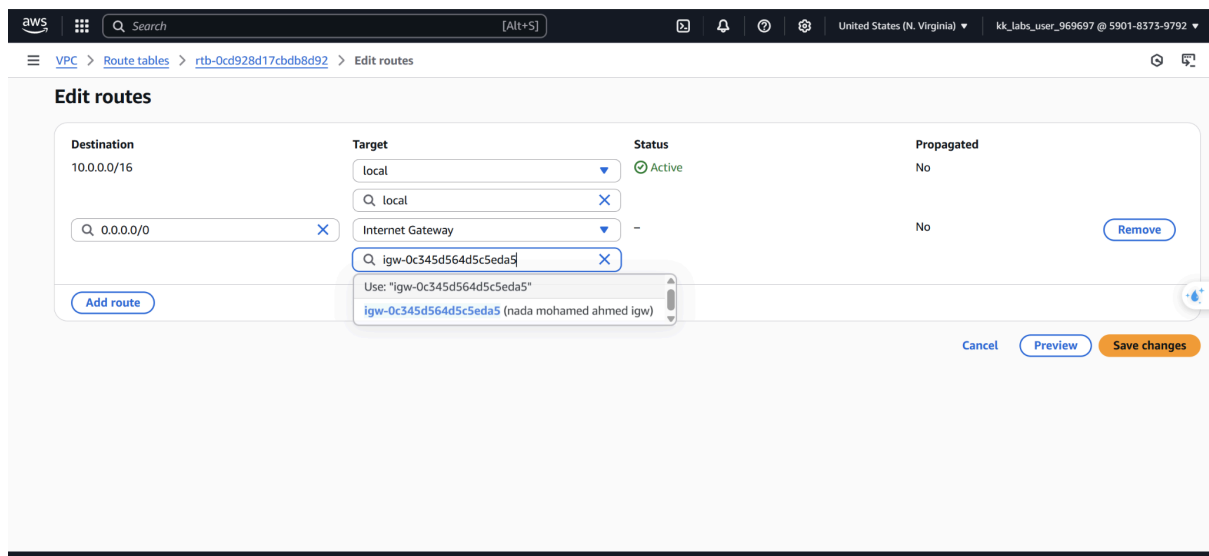 aws Search [Alt+S] United States (N. Virginia) ▼ kk_labs_user_969697 @ 5901-8373-9792 ▼
VPC > Route tables > rtb-0cd928d17cbdb8d92 > Edit routes
Edit routes
Destination Target Status Propagated
10.0.0.0/16 local Active No
local
0.0.0.0/0 Internet Gateway – No Remove
igw-0c345d564d5c5eda5
Use: "igw-0c345d564d5c5eda5"
Add route igw-0c345d564d5c5eda5 (nada mohamed ahmed igw)
Cancel Preview Save changes